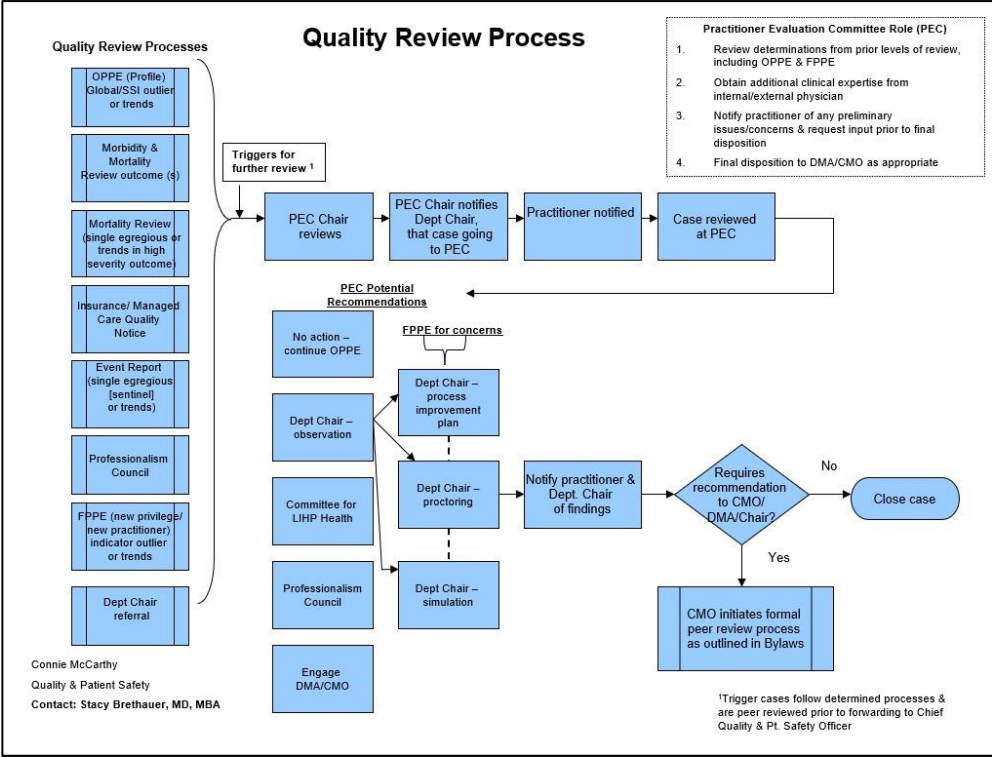 Quality Review Process
Practitioner Evaluation Committee Role (PEC)
1. Review determinations from prior levels of review,
including OPPE & FPPE
2. Obtain additional clinical expertise from
internal/external physician
3. Notify practitioner of any preliminary
issues/concerns & request input prior to final
disposition
4. Final disposition to DMA/CMO as appropriate
Quality Review Processes
OPPE (Profile)
Global/SSI outlier
or trends
Morbidity &
Mortality
Review outcome (s)
Mortality Review
(single egregious or
trends in high
severity outcome)
Insurance/ Managed
Care Quality
Notice
Event Report
(single egregious
[sentinel]
or trends)
Professionalism
Council
FPPE (new privilege/
new practitioner)
indicator outlier
or trends
Dept Chair
referral
Triggers for
further review ¹
PEC Chair
reviews
PEC Chair notifies
Dept Chair,
that case going
to PEC
Practitioner notified
Case reviewed
at PEC
PEC Potential
Recommendations
No action –
continue OPPE
Dept Chair –
observation
Committee for
LIHP Health
Professionalism
Council
Engage
DMA/CMO
FPPE for concerns
Dept Chair –
process
improvement
plan
Dept Chair –
proctoring
Dept Chair –
simulation
Notify practitioner &
Dept. Chair
of findings
Requires
recommendation
to CMO/
DMA/Chair?
No
Close case
Yes
CMO initiates formal
peer review process
as outlined in Bylaws
Connie McCarthy
Quality & Patient Safety
Contact: Stacy Brethauer, MD, MBA
¹Trigger cases follow determined processes &
are peer reviewed prior to forwarding to Chief
Quality & Pt. Safety Officer